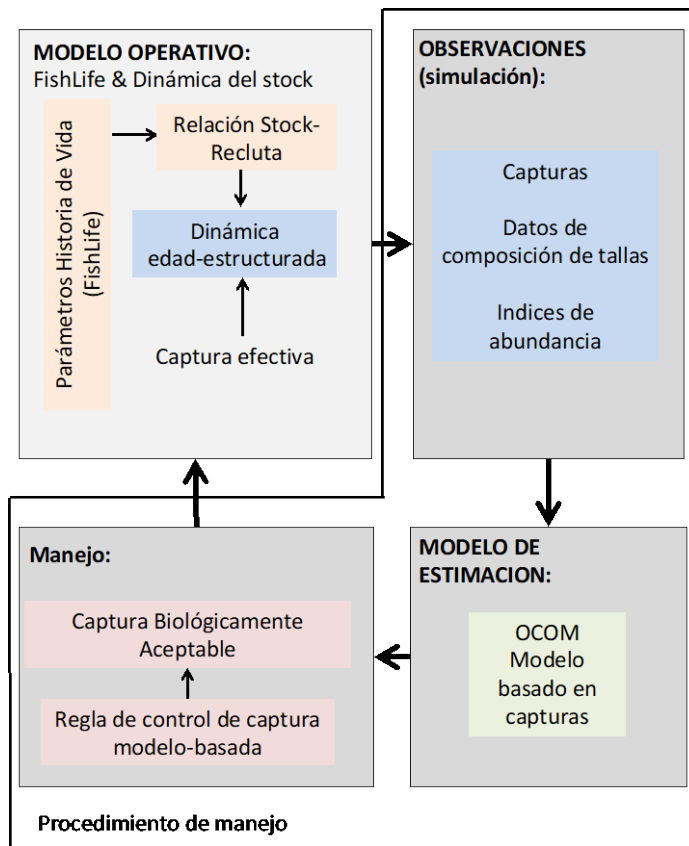 MODELO OPERATIVO:
FishLife & Dinámica del stock
Parámetros Historia de Vida
(FishLife)
Relación Stock-
Recluta
Dinámica
edad-estructurada
Captura efectiva
OBSERVACIONES
(simulación):
Capturas
Datos de
composición de tallas
Indices de
abundancia
MODELO DE
ESTIMACION:
OCOM
Modelo
basado en
capturas
Manejo:
Captura Biológicamente
Aceptable
Regla de control de captura
modelo-basada
Procedimiento de manejo